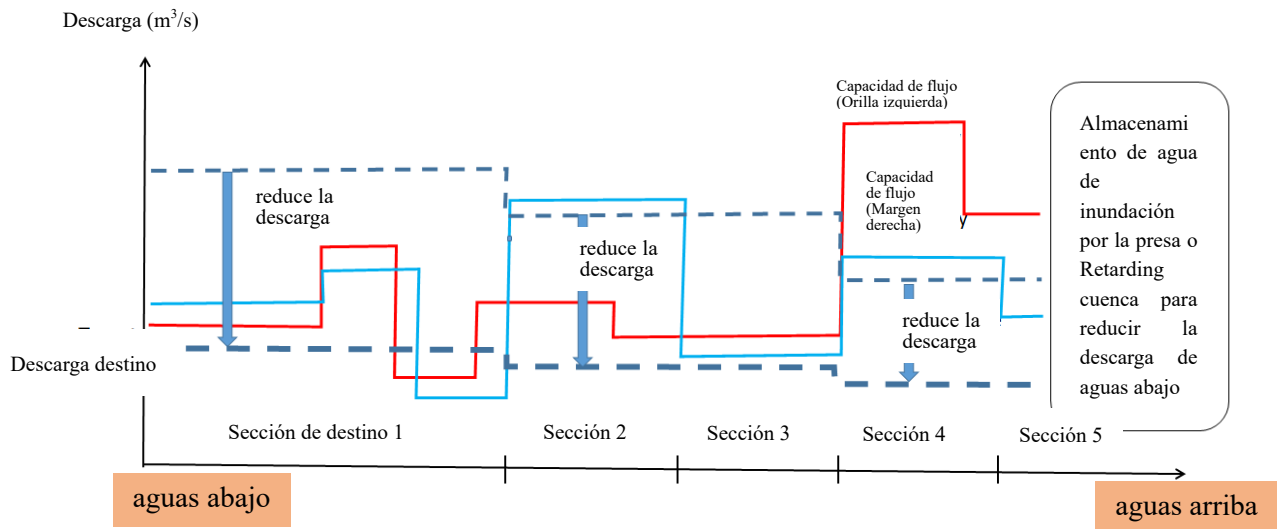 Descarga (m³/s)
Capacidad de flujo
(Orilla izquierda)
Almacenami
ento de agua
de
inundación
por la presa o
Retarding
cuenca para
reducir la
descarga de
aguas abajo
reduce la
descarga
Capacidad
de flujo
(Margen
derecha)
reduce la
descarga
reduce la
descarga
Descarga destino
Sección de destino 1
Sección 2
Sección 3
Sección 4
Sección 5
aguas abajo
aguas arriba